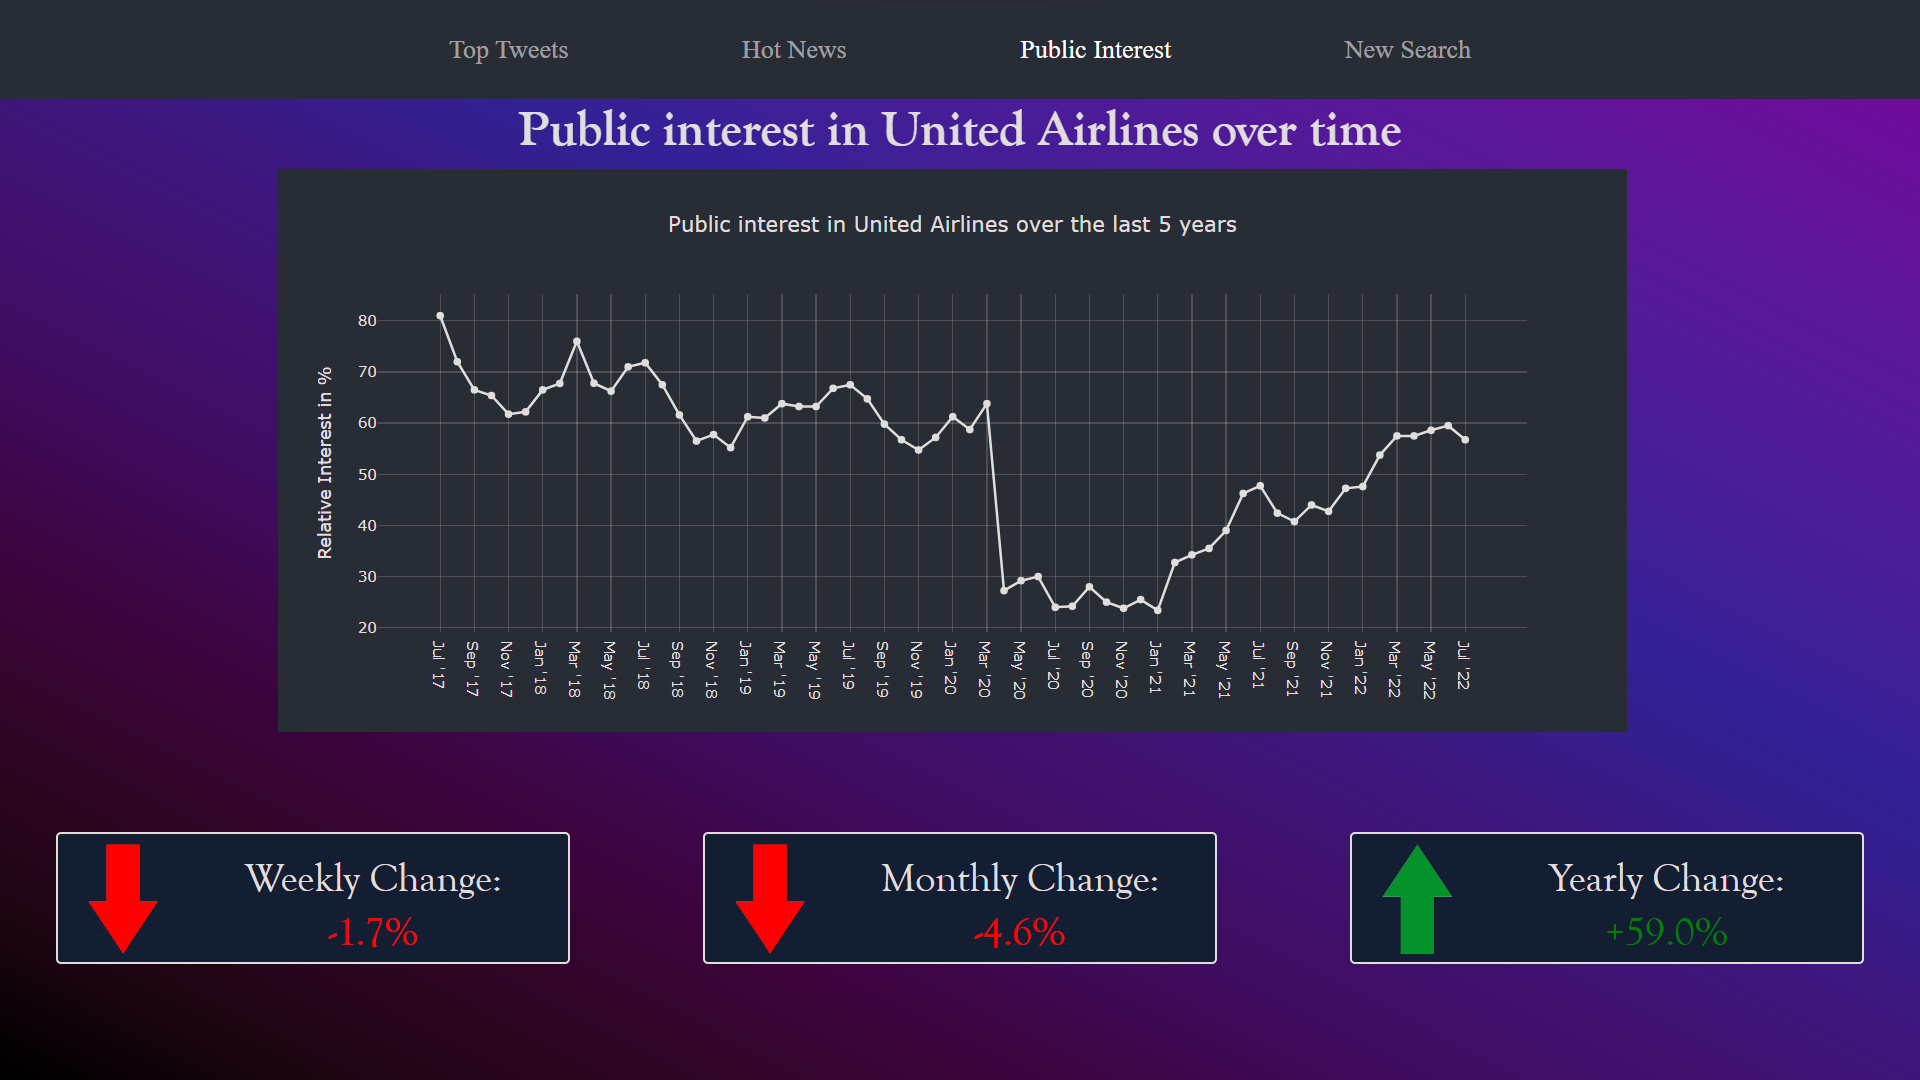 Top Tweets Hot News Public Interest New Search
Public interest in United Airlines over time
Public interest in United Airlines over the last 5 years
Relative Interest in %
80
70
60
50
40
30
20
Jul '17 Sep '17 Nov '17 Jan '18 Mar '18 May '18 Jul '18 Sep '18 Nov '18 Jan '19 Mar '19 May '19 Jul '19 Sep '19 Nov '19 Jan '20 Mar '20 May '20 Jul '20 Sep '20 Nov '20 Jan '21 Mar '21 May '21 Jul '21 Sep '21 Nov '21 Jan '22 Mar '22 May '22 Jul '22
Weekly Change:
-1.7%
Monthly Change:
-4.6%
Yearly Change:
+59.0%